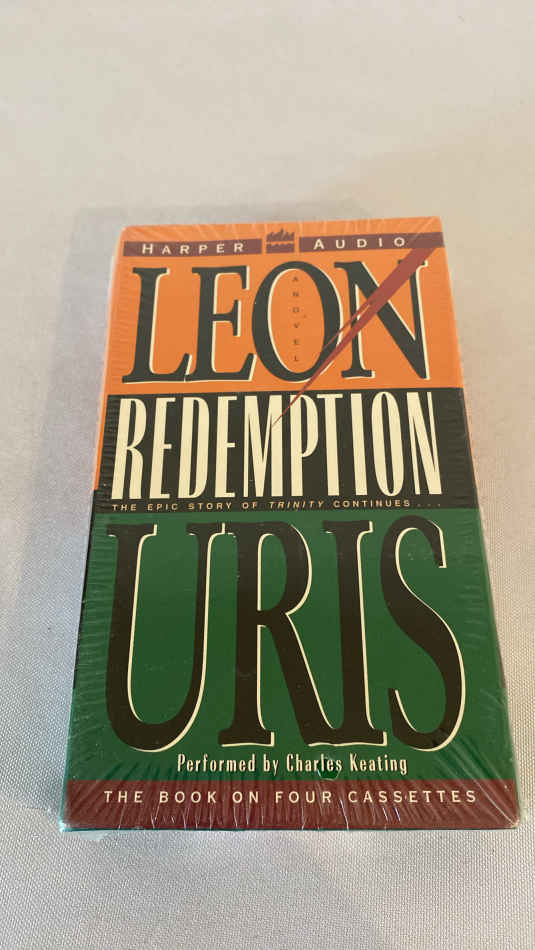 HARPER AUDIO
LEON
A NOVEL
REDEMPTION
THE EPIC STORY OF TRINITY CONTINUES...
URIS
Performed by Charles Keating
THE BOOK ON FOUR CASSETTES